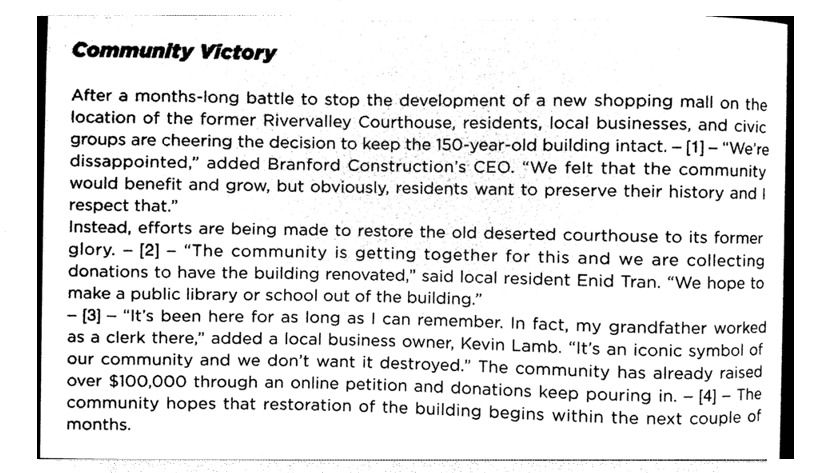 Community Victory
After a months-long battle to stop the development of a new shopping mall on the
location of the former Rivervalley Courthouse, residents, local businesses, and civic
groups are cheering the decision to keep the 150-year-old building intact. – [1] – “We're
dissappointed,” added Branford Construction's CEO. “We felt that the community
would benefit and grow, but obviously, residents want to preserve their history and I
respect that.”
Instead, efforts are being made to restore the old deserted courthouse to its former
glory. – [2] – “The community is getting together for this and we are collecting
donations to have the building renovated,” said local resident Enid Tran. “We hope to
make a public library or school out of the building.”
– [3] – “It's been here for as long as I can remember. In fact, my grandfather worked
as a clerk there,” added a local business owner, Kevin Lamb. “It's an iconic symbol of
our community and we don't want it destroyed.” The community has already raised
over $100,000 through an online petition and donations keep pouring in. – [4] – The
community hopes that restoration of the building begins within the next couple of
months.